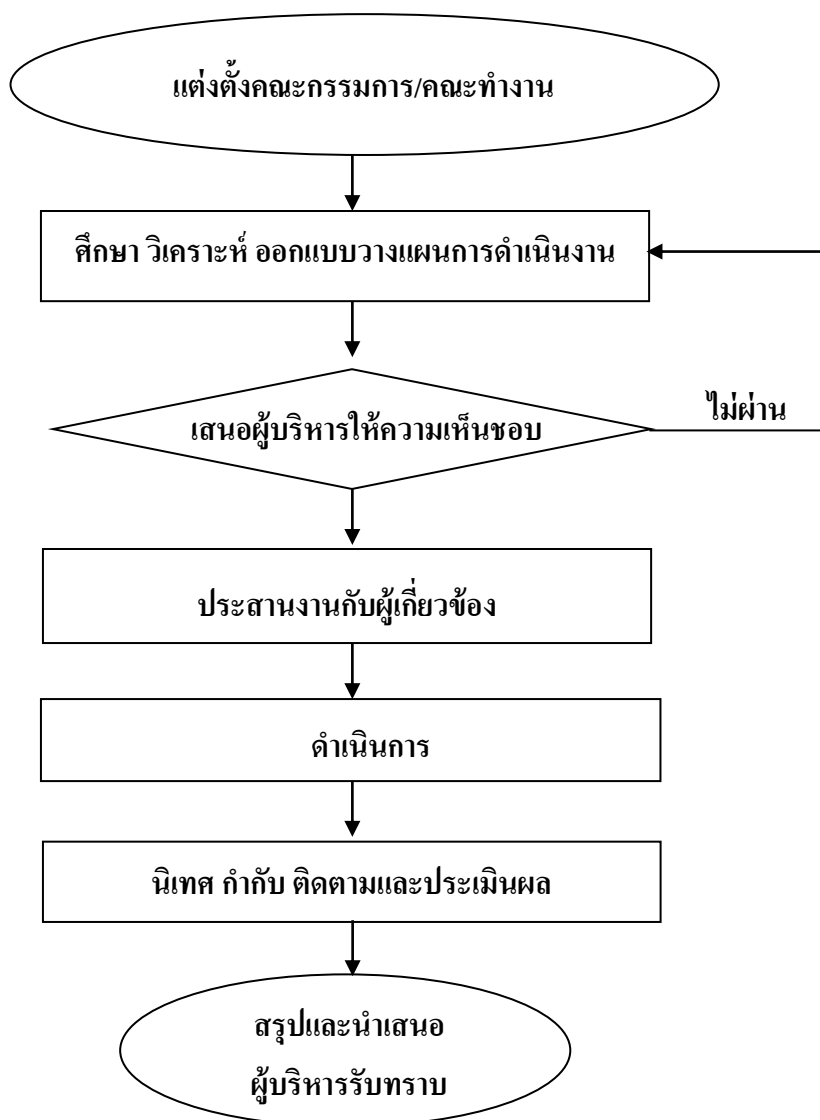 แต่งตั้งคณะกรรมการ/คณะทำงาน
ศึกษา วิเคราะห์ ออกแบบวางแผนการดำเนินงาน
เสนอผู้บริหารให้ความเห็นชอบ
ไม่ผ่าน
ประสานงานกับผู้เกี่ยวข้อง
ดำเนินการ
นิเทศ กำกับ ติดตามและประเมินผล
สรุปและนำเสนอ
ผู้บริหารรับทราบ